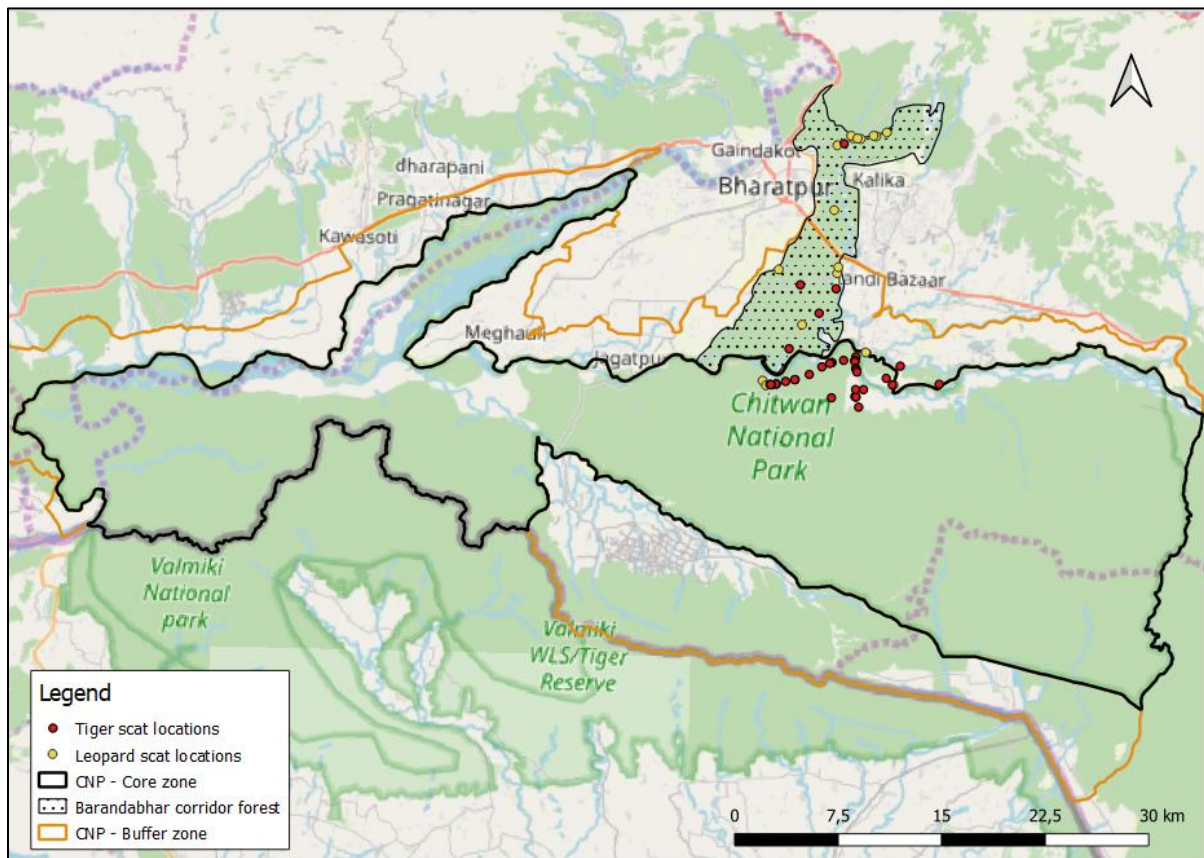 dharapani
Gaindakot
Pragatinagar
Bharatpur
Kalika
Kawasoti
andi Bazaar
Meghauli
Jagatpur
Chitwan
National
Park
Valmiki
National
park
Valmiki
WLS/Tiger
Reserve
Legend
Tiger scat locations
Leopard scat locations
CNP - Core zone
Barandabhar corridor forest
CNP - Buffer zone
0 7,5 15 22,5 30 km